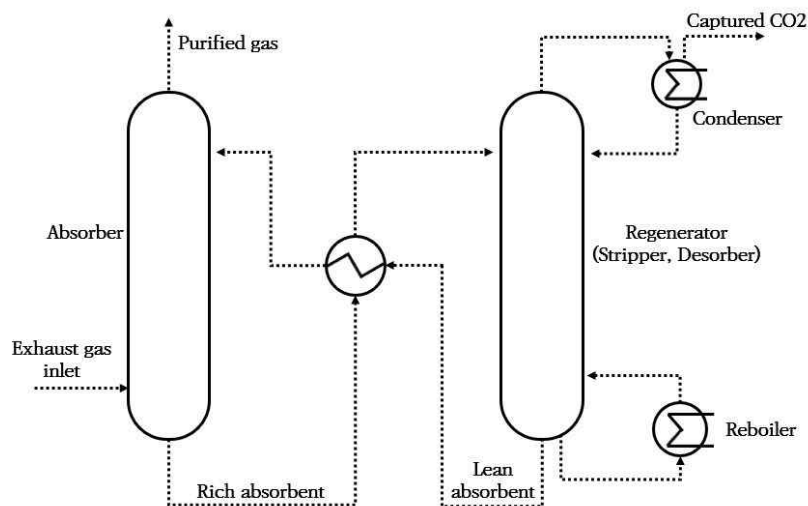 Captured CO2
Purified gas
Condenser
Absorber
Regenerator
(Stripper, Desorber)
Exhaust gas
inlet
Reboiler
Rich absorbent
Lean
absorbent